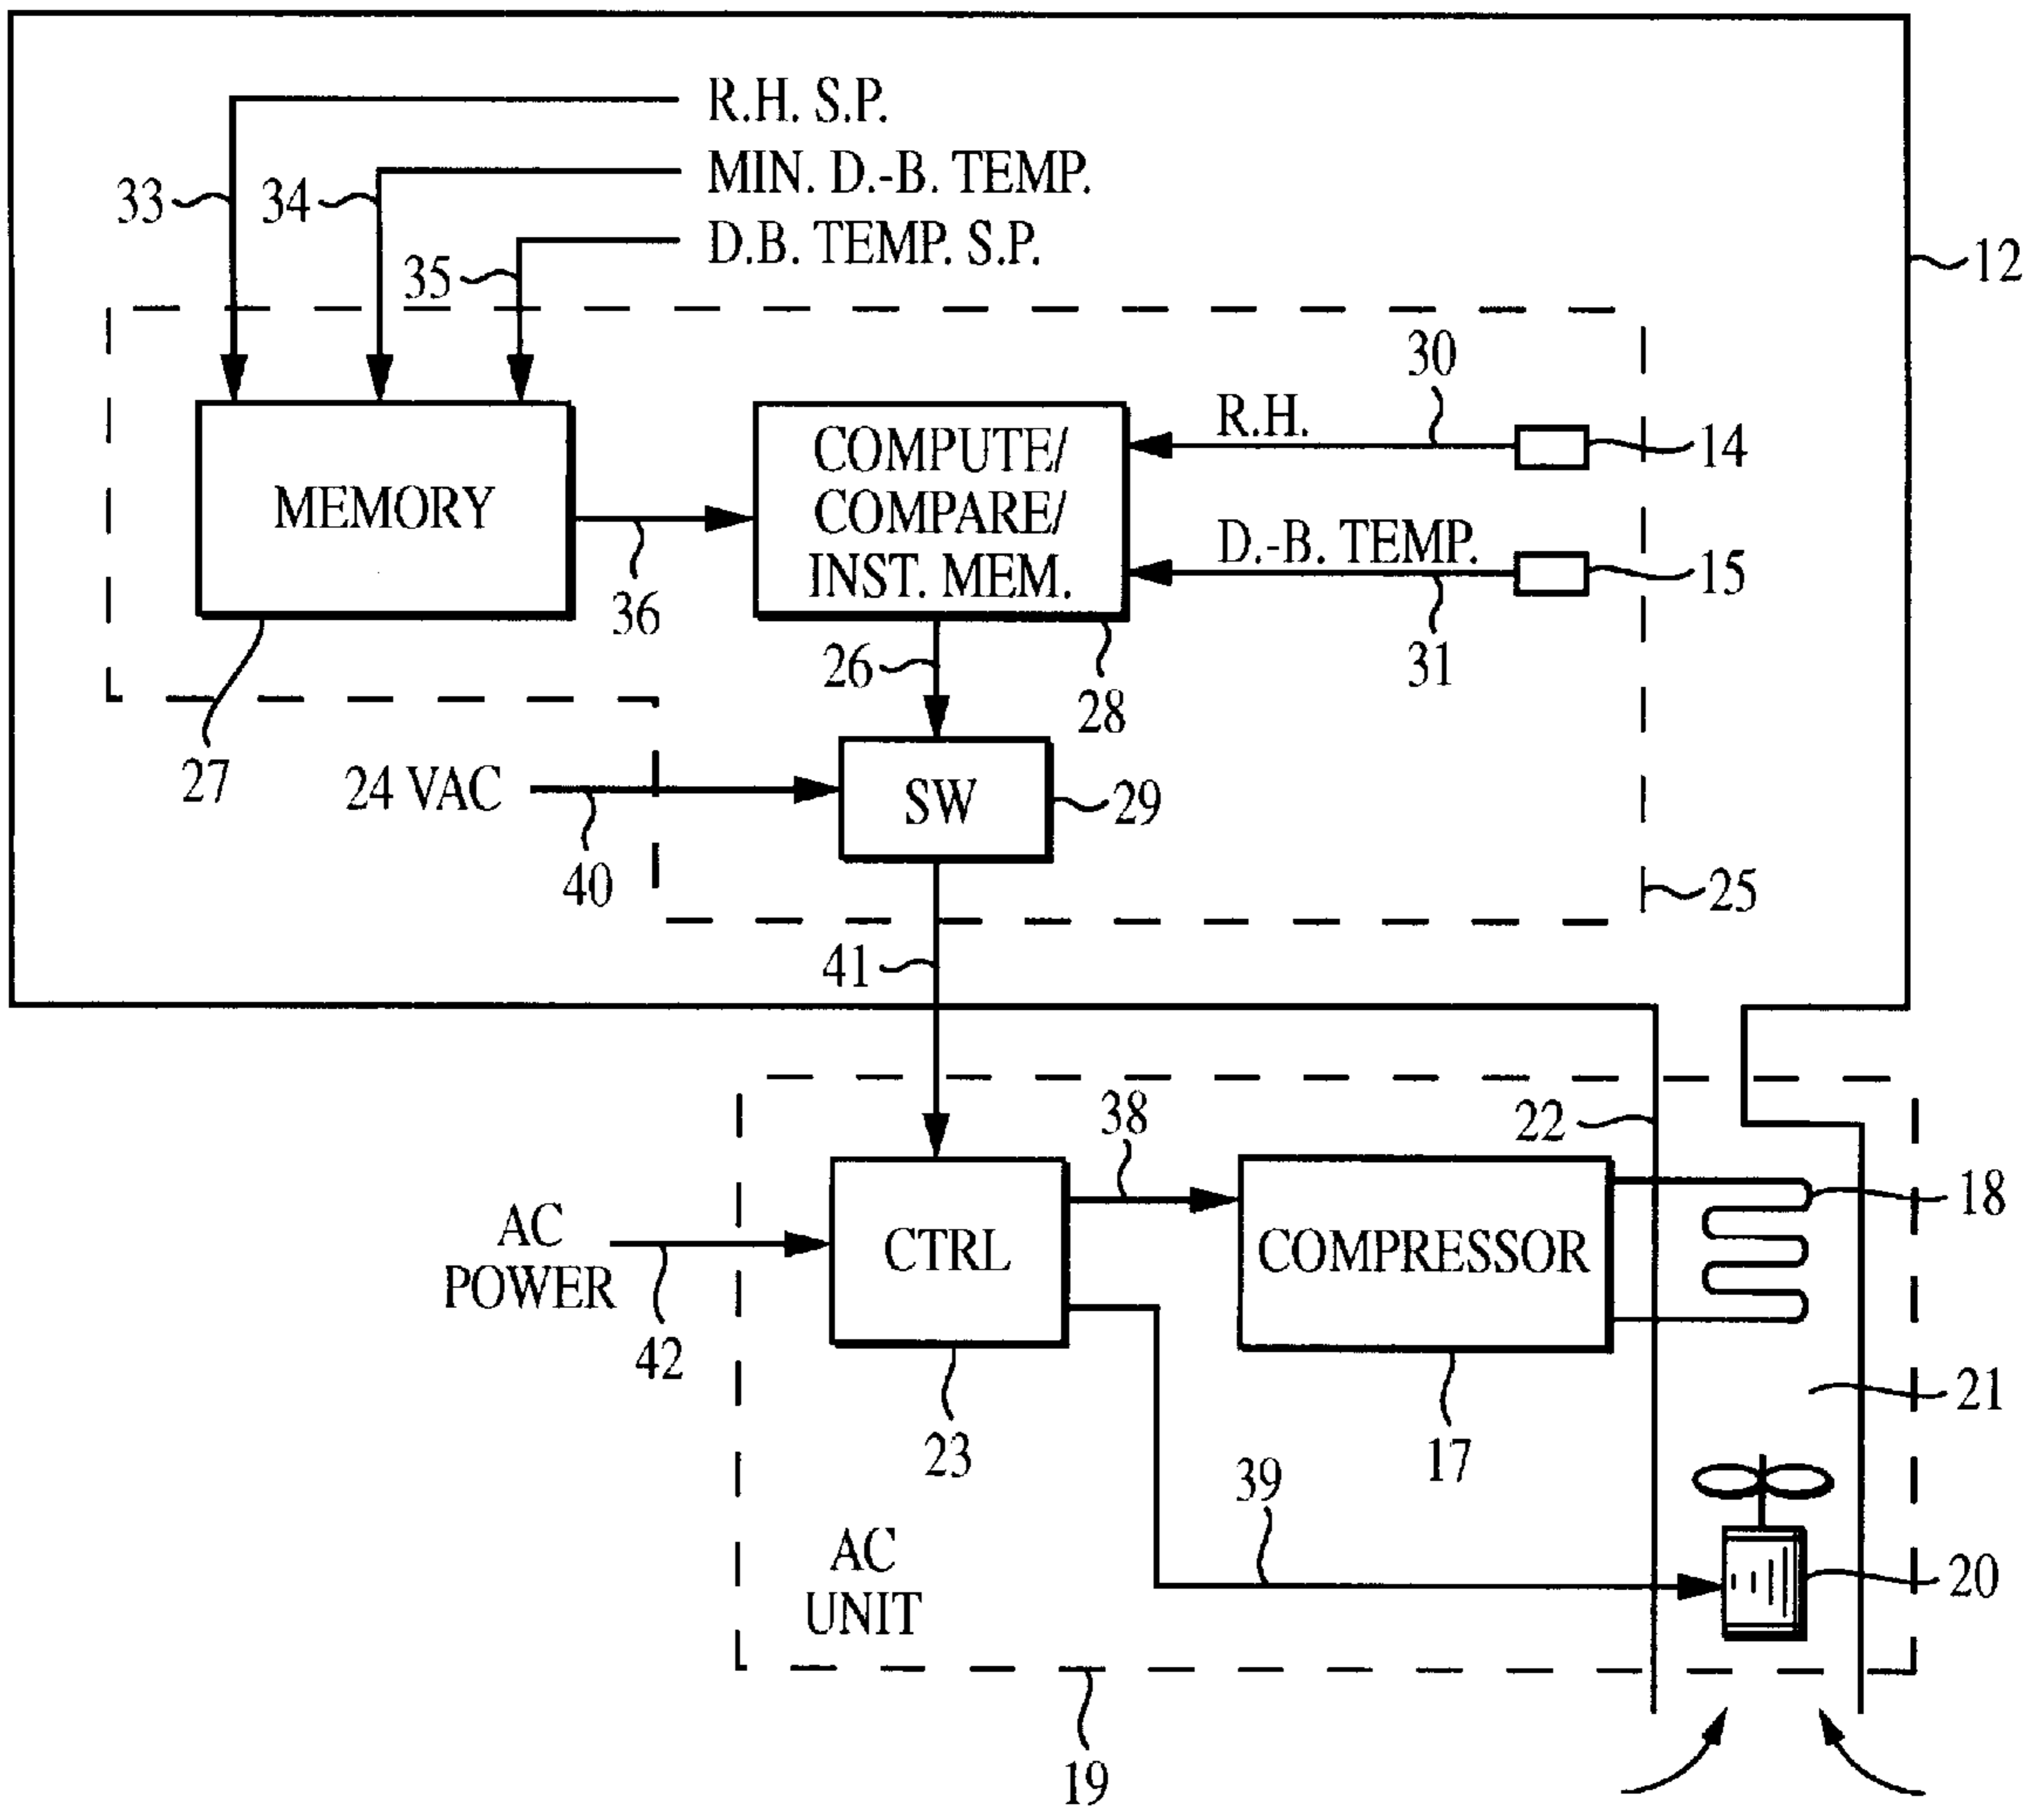 R.H. S.P.
MIN. D.-B. TEMP.
D.B. TEMP. S.P.
33
34
35
12
30
R.H.
14
COMPUTE/
COMPARE/
INST. MEM.
MEMORY
D.-B. TEMP.
15
36
31
26
28
27
24 VAC
SW
29
40
25
41
38
22
18
AC
POWER
CTRL
COMPRESSOR
42
21
23
17
39
AC
UNIT
20
19